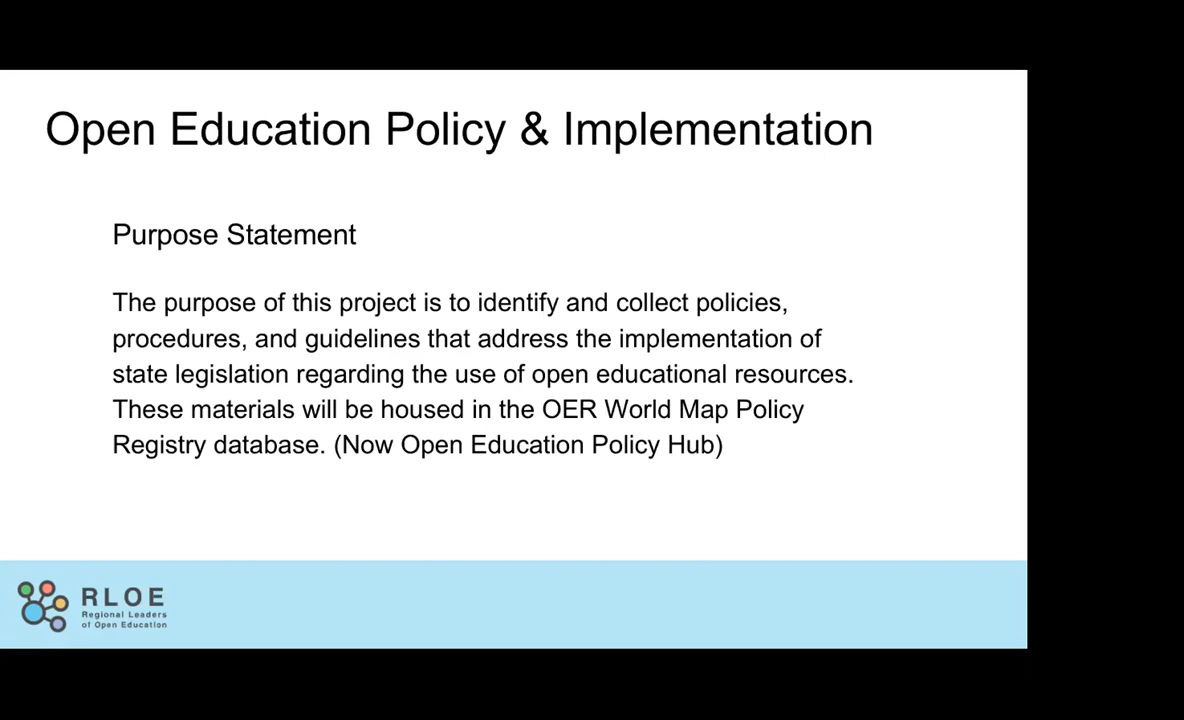 Open Education Policy & Implementation
Purpose Statement
The purpose of this project is to identify and collect policies,
procedures, and guidelines that address the implementation of
state legislation regarding the use of open educational resources.
These materials will be housed in the OER World Map Policy
Registry database. (Now Open Education Policy Hub)
RLOE
Regional Leaders
of Open Education